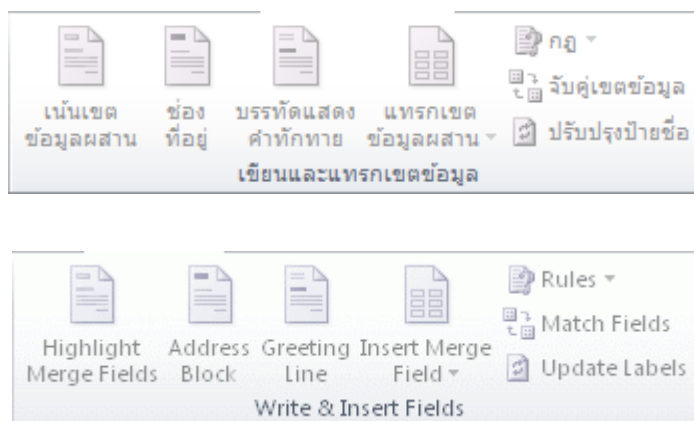 เน้นเขต
ข้อมูลผสาน
ช่อง
ที่อยู่
บรรทัดแสดง
คำทักทาย
แทรกเขต
ข้อมูลผสาน
กฎ
จับคู่เขตข้อมูล
ปรับปรุงป้ายชื่อ
เขียนและแทรกเขตข้อมูล
Highlight
Merge Fields
Address
Block
Greeting
Line
Insert Merge
Field
Rules
Match Fields
Update Labels
Write & Insert Fields